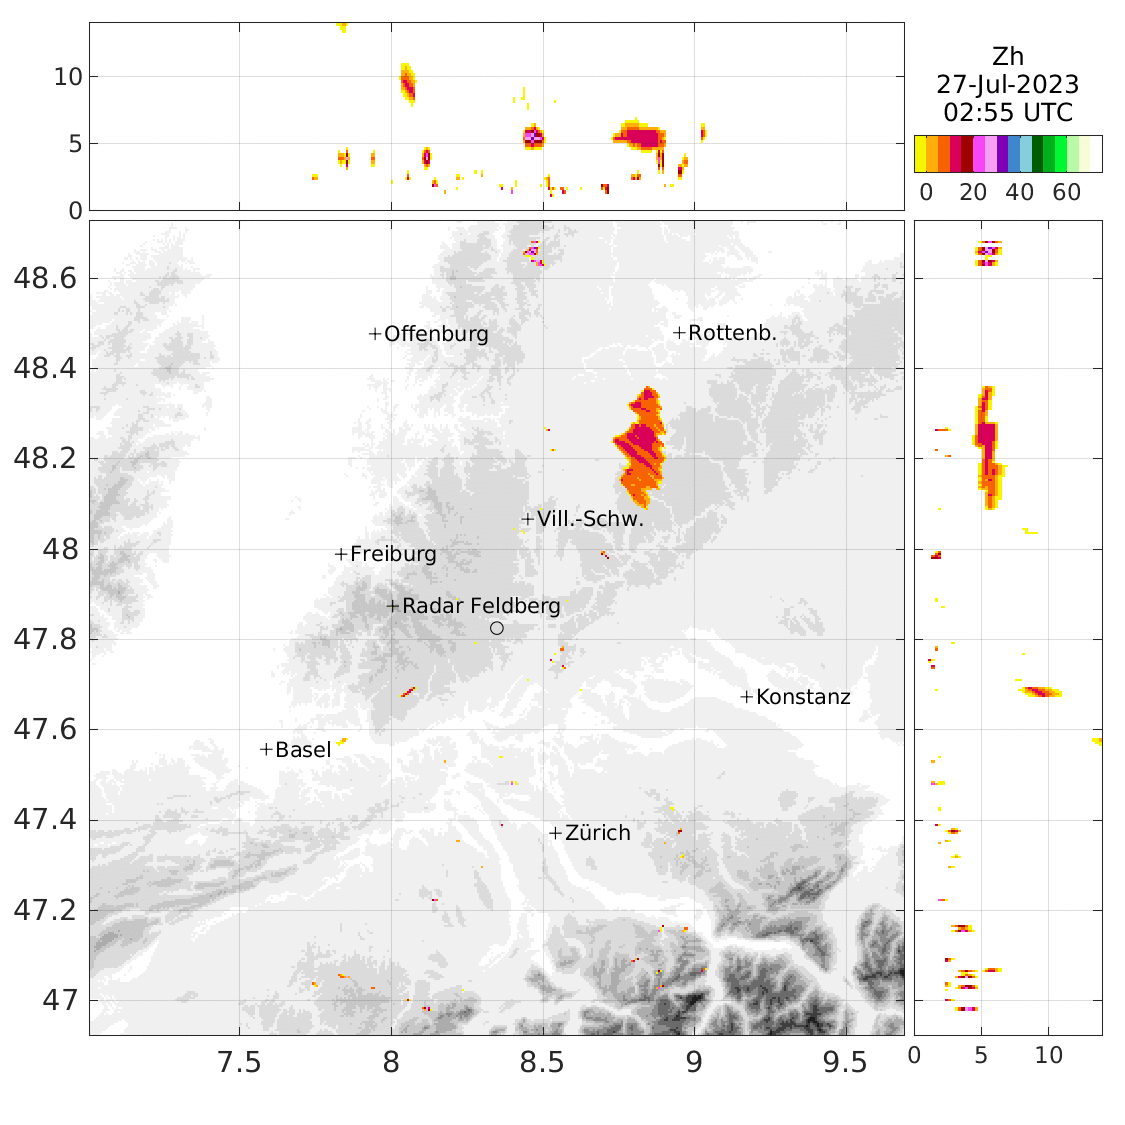 Zh
27-Jul-2023
02:55 UTC
0 20 40 60
10
5
0
48.6
48.4
48.2
48
47.8
47.6
47.4
47.2
47
Offenburg
Rottenb.
Vill.-Schw.
Freiburg
Radar Feldberg
Konstanz
Basel
Zürich
7.5 8 8.5 9 9.5
0 5 10